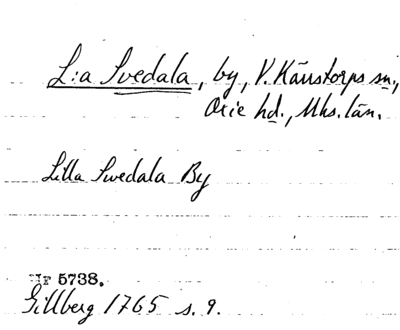 L:a Svedala, by, V. Kärrstorps sn.,
Oxie hd., Mhs. län.
Lilla Swedala By
Nr 5738.
Gillberg 1765 s. 9.